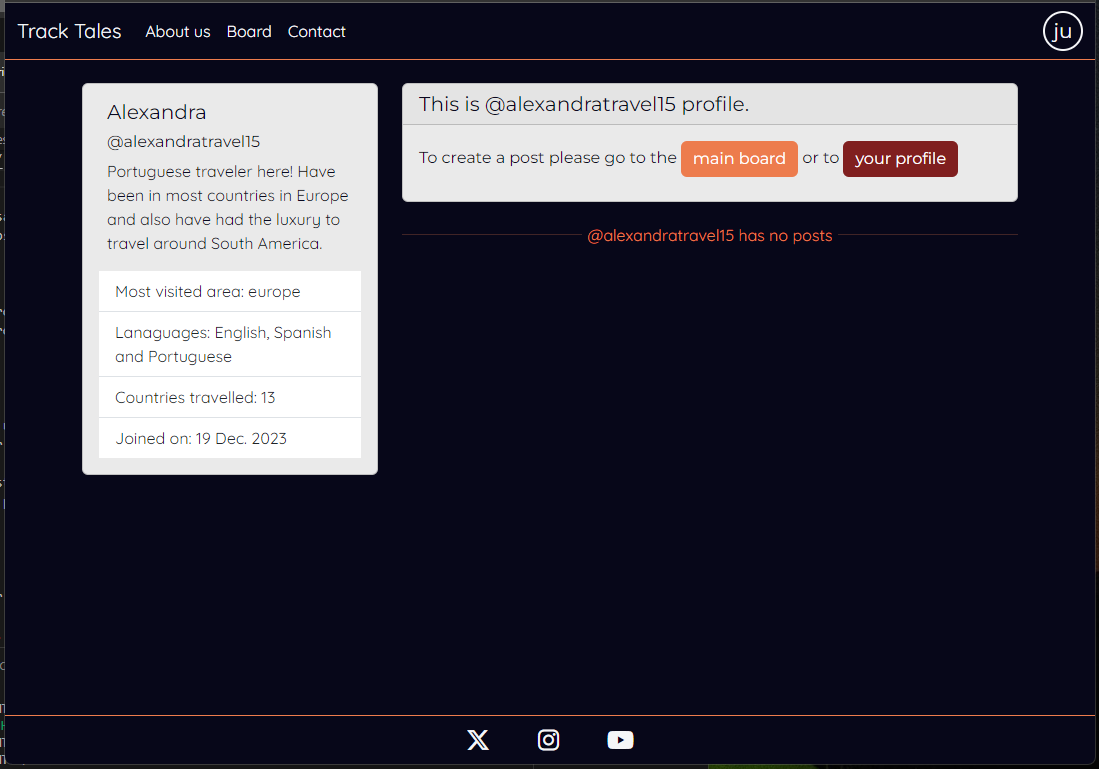 Track Tales About us Board Contact ju
Alexandra
@alexandratravel15
Portuguese traveler here! Have
been in most countries in Europe
and also have had the luxury to
travel around South America.
Most visited area: europe
Lanaguages: English, Spanish
and Portuguese
Countries travelled: 13
Joined on: 19 Dec. 2023
This is @alexandratravel15 profile.
To create a post please go to the main board or to your profile
@alexandratravel15 has no posts